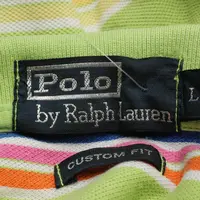 Polo
by Ralph Lauren
L
CUSTOM FIT